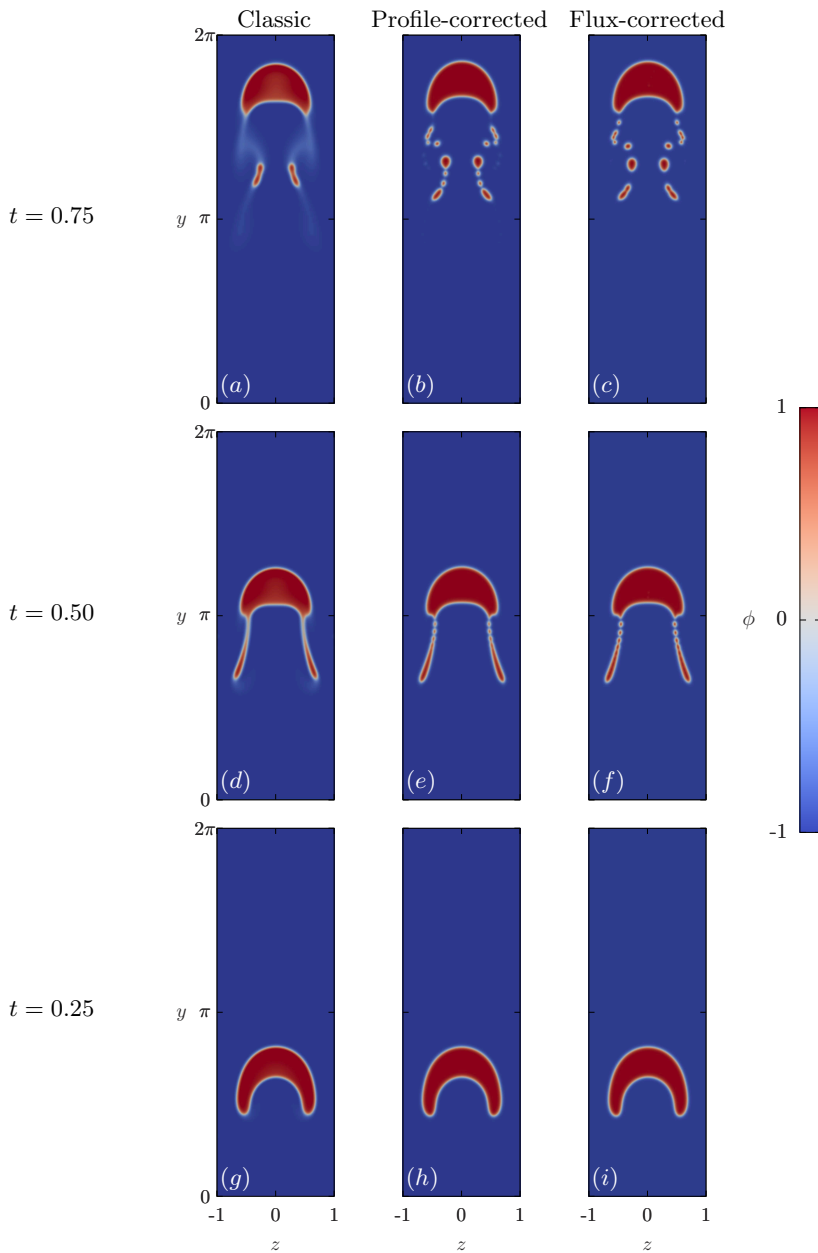 Classic Profile-corrected Flux-corrected
2π
t = 0.75
y π
(a) (b) (c)
0
1
2π
t = 0.50
y π
ϕ 0
(d) (e) (f)
0
-1
2π
t = 0.25
y π
(g) (h) (i)
0
-1 0 1 -1 0 1 -1 0 1
z z z